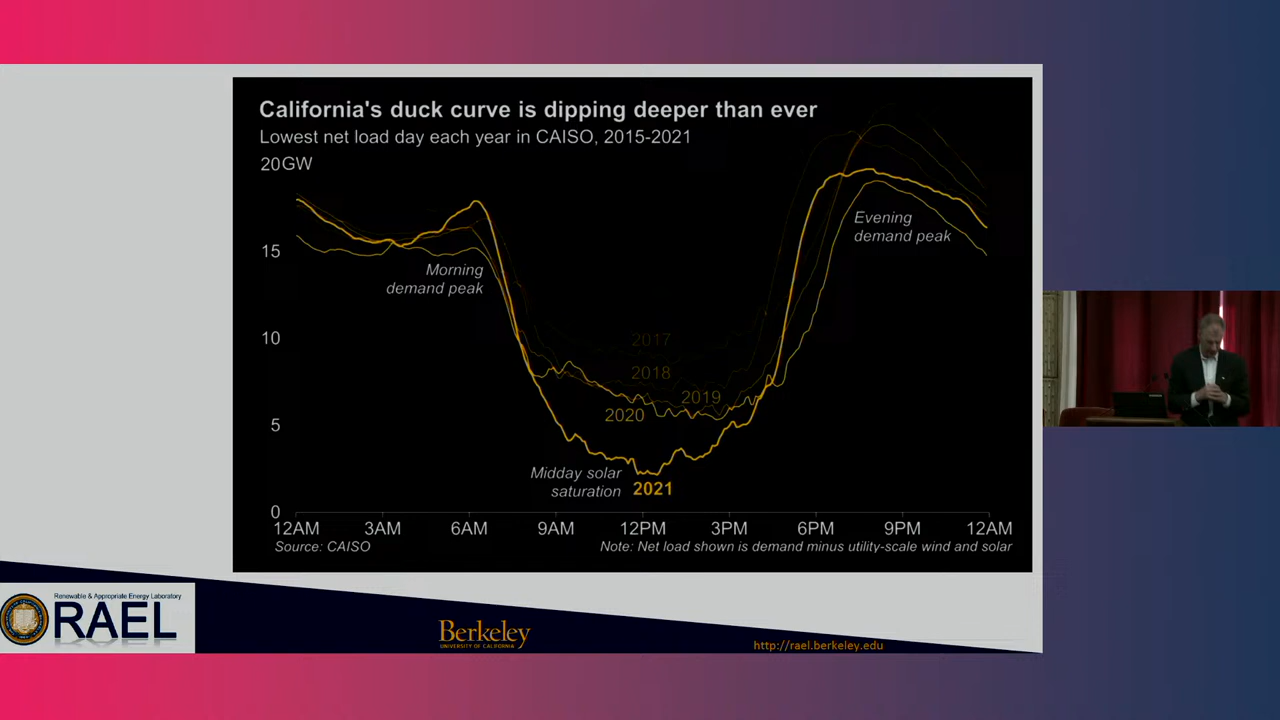 California's duck curve is dipping deeper than ever
Lowest net load day each year in CAISO, 2015-2021
20GW
15
10
5
0
Morning
demand peak
Evening
demand peak
2017
2018
2019
2020
Midday solar
saturation
2021
12AM 3AM 6AM 9AM 12PM 3PM 6PM 9PM 12AM
Source: CAISO
Note: Net load shown is demand minus utility-scale wind and solar
Renewable & Appropriate Energy Laboratory
RAEL
Berkeley
UNIVERSITY OF CALIFORNIA
http://rael.berkeley.edu